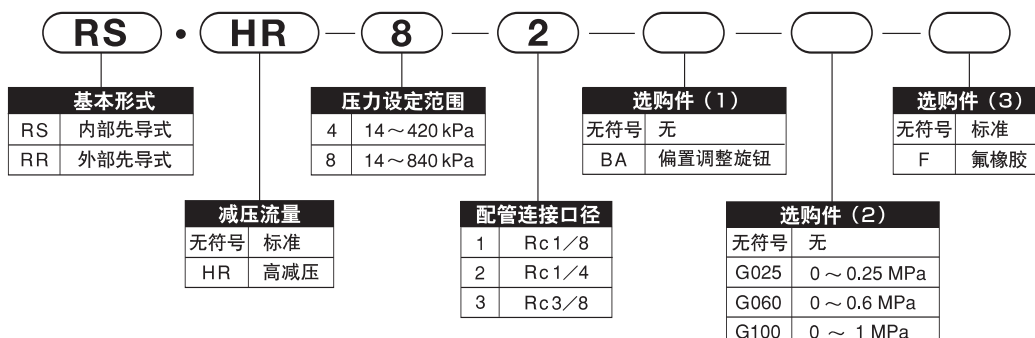 RS・HR－8－2－
基本形式
RS 内部先导式
RR 外部先导式
压力设定范围
4 14～420 kPa
8 14～840 kPa
选购件（1）
无符号 无
BA 偏置调整旋钮
选购件（3）
无符号 标准
F 氟橡胶
减压流量
无符号 标准
HR 高减压
配管连接口径
1 Rc1／8
2 Rc1／4
3 Rc3／8
选购件（2）
无符号 无
G025 0～0.25 MPa
G060 0～0.6 MPa
G100 0～1 MPa